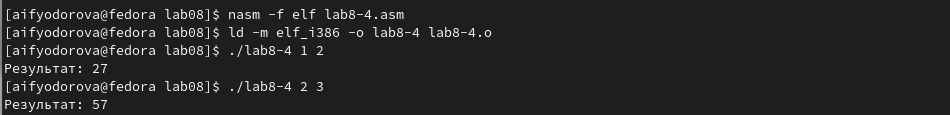 [aifyodorova@fedora lab08]$ nasm -f elf lab8-4.asm
[aifyodorova@fedora lab08]$ ld -m elf_i386 -o lab8-4 lab8-4.o
[aifyodorova@fedora lab08]$ ./lab8-4 1 2
Результат: 27
[aifyodorova@fedora lab08]$ ./lab8-4 2 3
Результат: 57